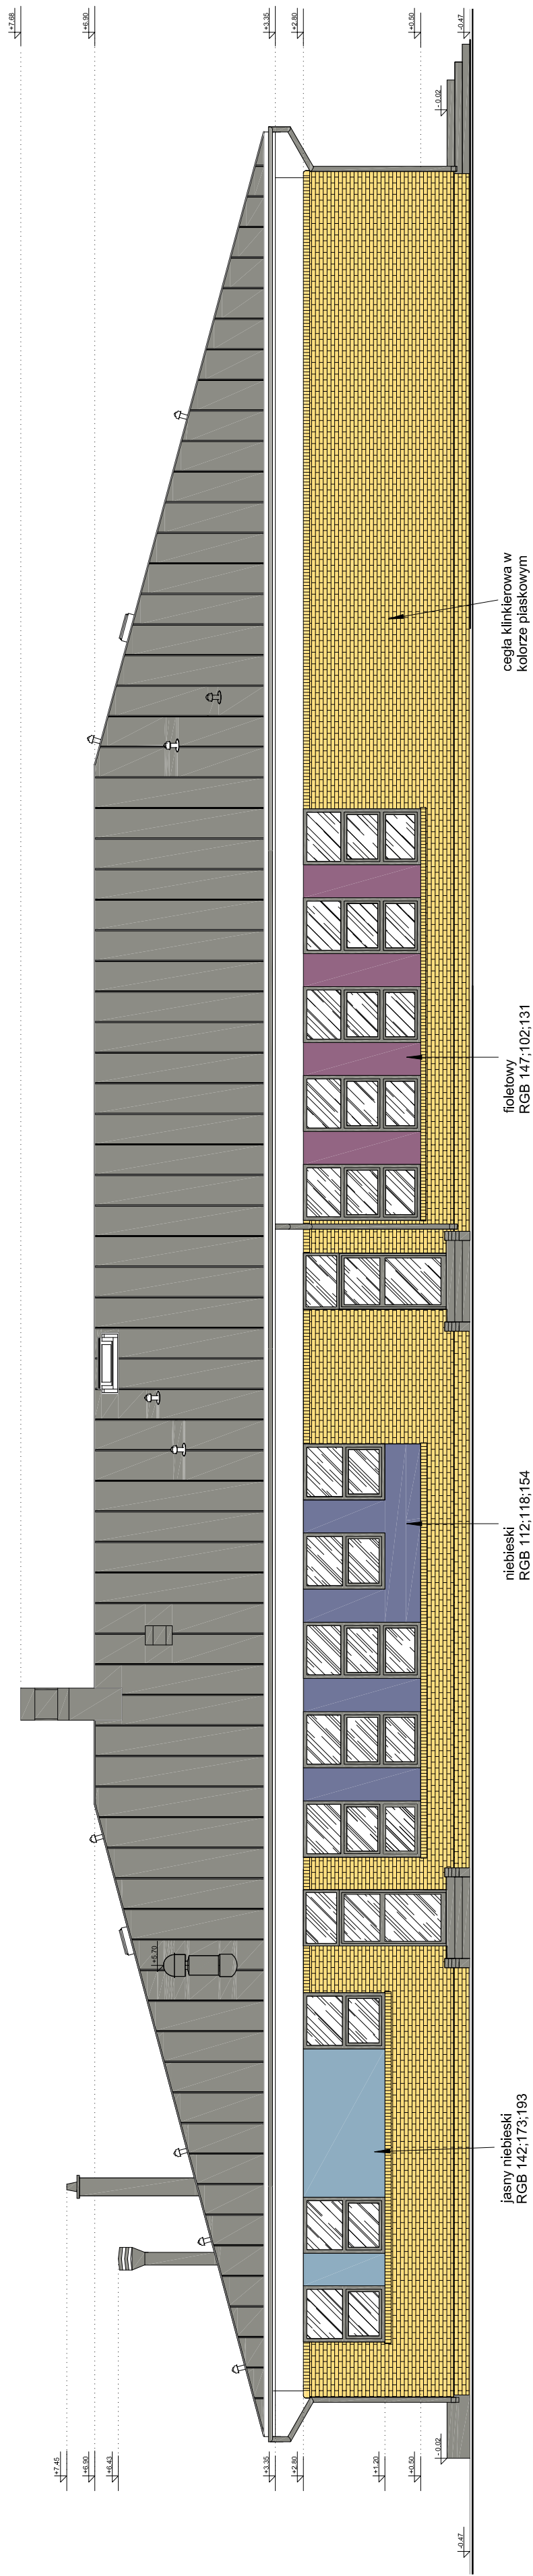 +7.45
+6.90
+6.43
+3.35
+2.80
+1.20
+0.50
- 0.02
-0.47
+5.70
+7.68
+6.90
+3.35
+2.80
+0.50
- 0.02
-0.47
jasny niebieski
RGB 142;173;193
niebieski
RGB 112;118;154
fioletowy
RGB 147;102;131
cegła klinkierowa w
kolorze piaskowym